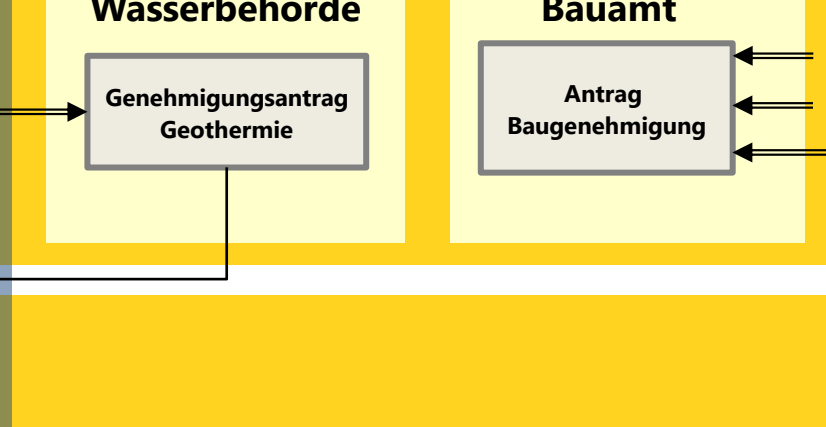 Wasserbehörde
Genehmigungsantrag
Geothermie
Bauamt
Antrag
Baugenehmigung